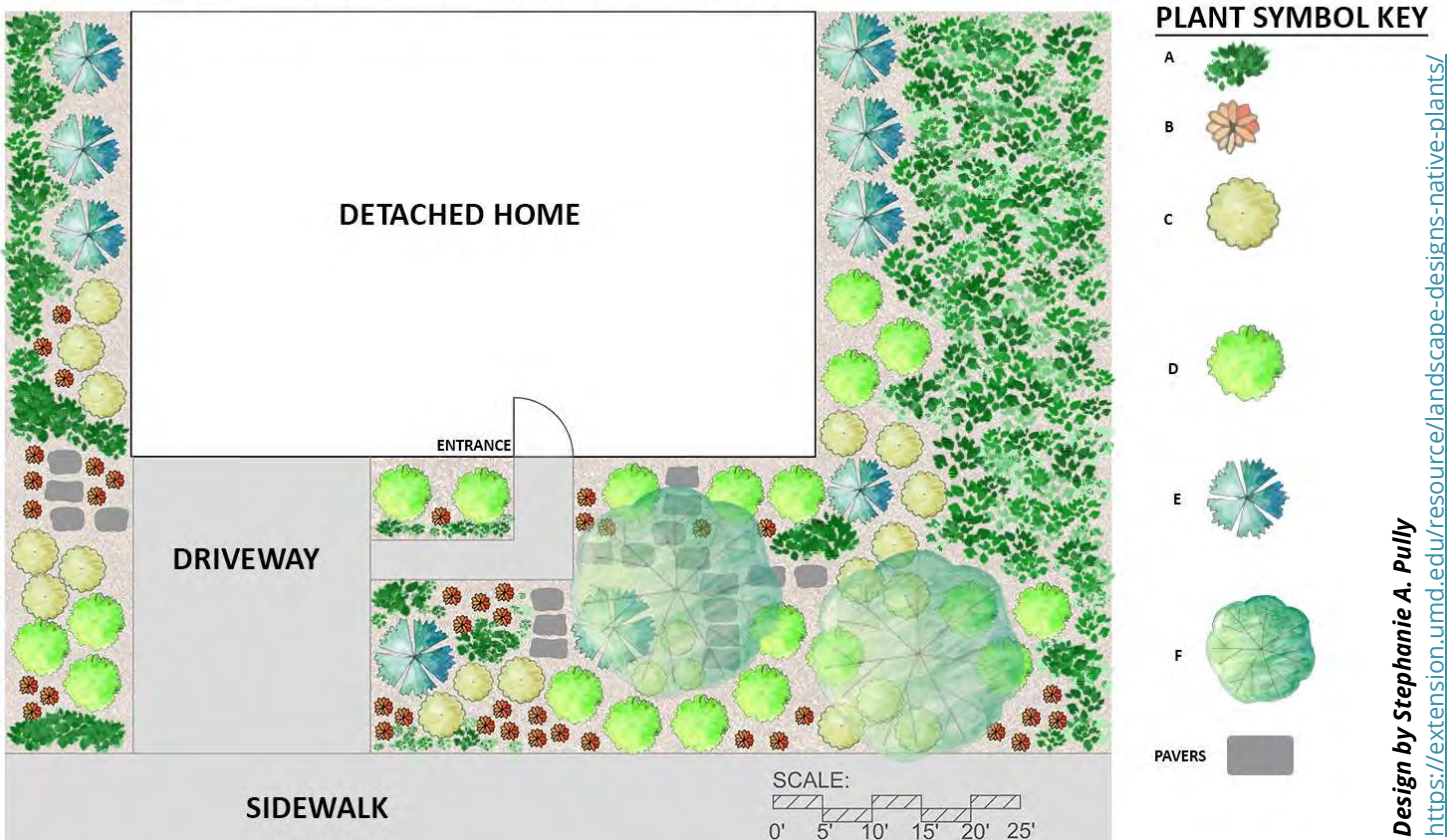 DETACHED HOME
ENTRANCE
DRIVEWAY
SIDEWALK
SCALE:
0' 5' 10' 15' 20' 25'
PLANT SYMBOL KEY
A
B
C
D
E
F
PAVERS
Design by Stephanie A. Pully
https://extension.umd.edu/resource/landscape-designs-native-plants/